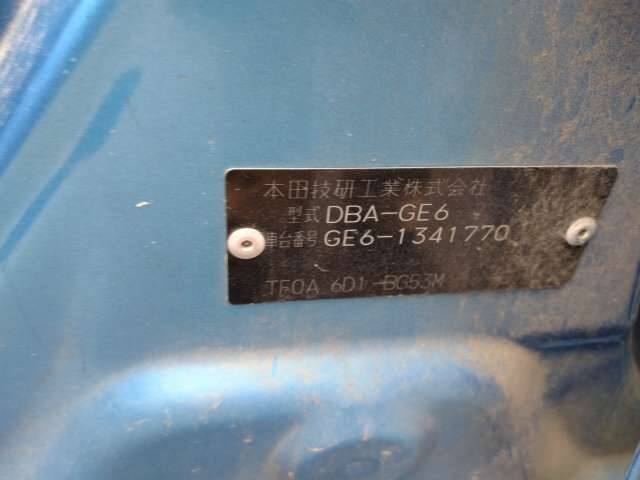 本田技研工業株式会社
型式 DBA-GE6
車台番号 GE6-1341770
TF0A 6D1 -BG53M